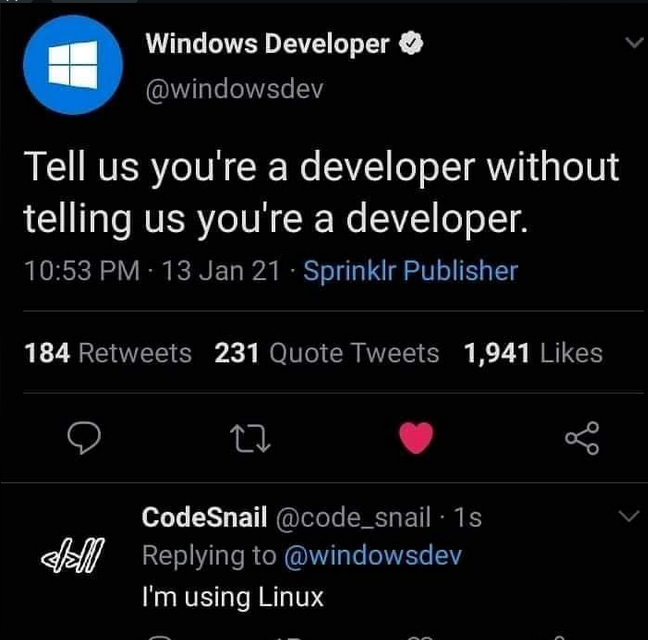 Windows Developer
@windowsdev
Tell us you're a developer without
telling us you're a developer.
10:53 PM · 13 Jan 21 · Sprinklr Publisher
184 Retweets 231 Quote Tweets 1,941 Likes
CodeSnail @code_snail · 1s
Replying to @windowsdev
I'm using Linux